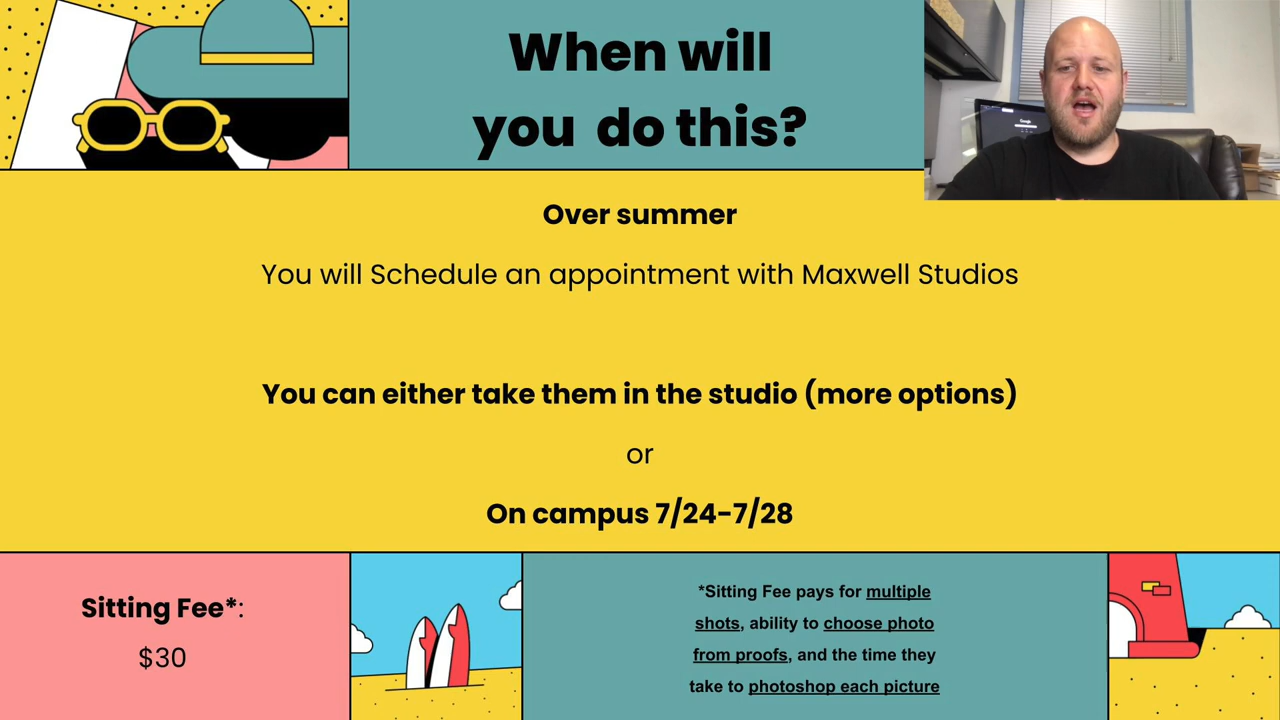 When will
you do this?
Over summer
You will Schedule an appointment with Maxwell Studios
You can either take them in the studio (more options)
or
On campus 7/24-7/28
Sitting Fee*:
$30
*Sitting Fee pays for multiple
shots, ability to choose photo
from proofs, and the time they
take to photoshop each picture
Google